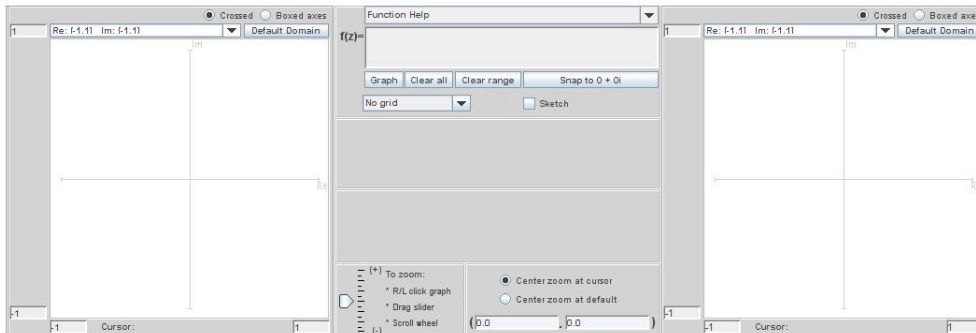 Crossed Boxed axes
1
Re: [-1.1] Im: [-1.1]
Default Domain
Im
Re
-1
-1
Cursor:
1
Function Help
f(z)=
Graph
Clear all
Clear range
Snap to 0 + 0i
No grid
Sketch
(+)
To zoom:
* R/L click graph
* Drag slider
* Scroll wheel
(-)
Center zoom at cursor
Center zoom at default
( 0.0 , 0.0 )
Crossed Boxed axe
1
Re: [-1.1] Im: [-1.1]
Default Domain
Im
R
-1
-1
Cursor:
1